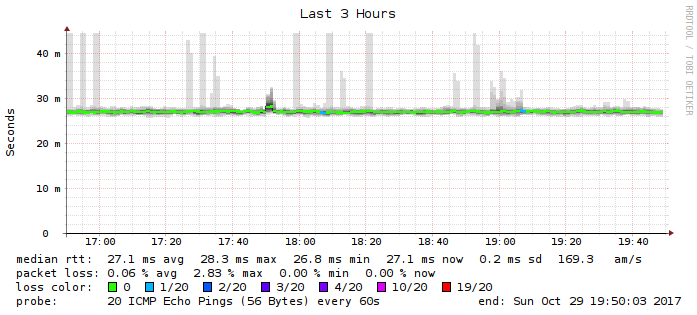 Last 3 Hours
RRDTOOL / TOBI OETIKER
Seconds
40 m
30 m
20 m
10 m
0
17:00 17:20 17:40 18:00 18:20 18:40 19:00 19:20 19:40
median rtt: 27.1 ms avg 28.3 ms max 26.8 ms min 27.1 ms now 0.2 ms sd 169.3 am/s
packet loss: 0.06 % avg 2.83 % max 0.00 % min 0.00 % now
loss color: 0 1/20 2/20 3/20 4/20 10/20 19/20
probe: 20 ICMP Echo Pings (56 Bytes) every 60s end: Sun Oct 29 19:50:03 2017